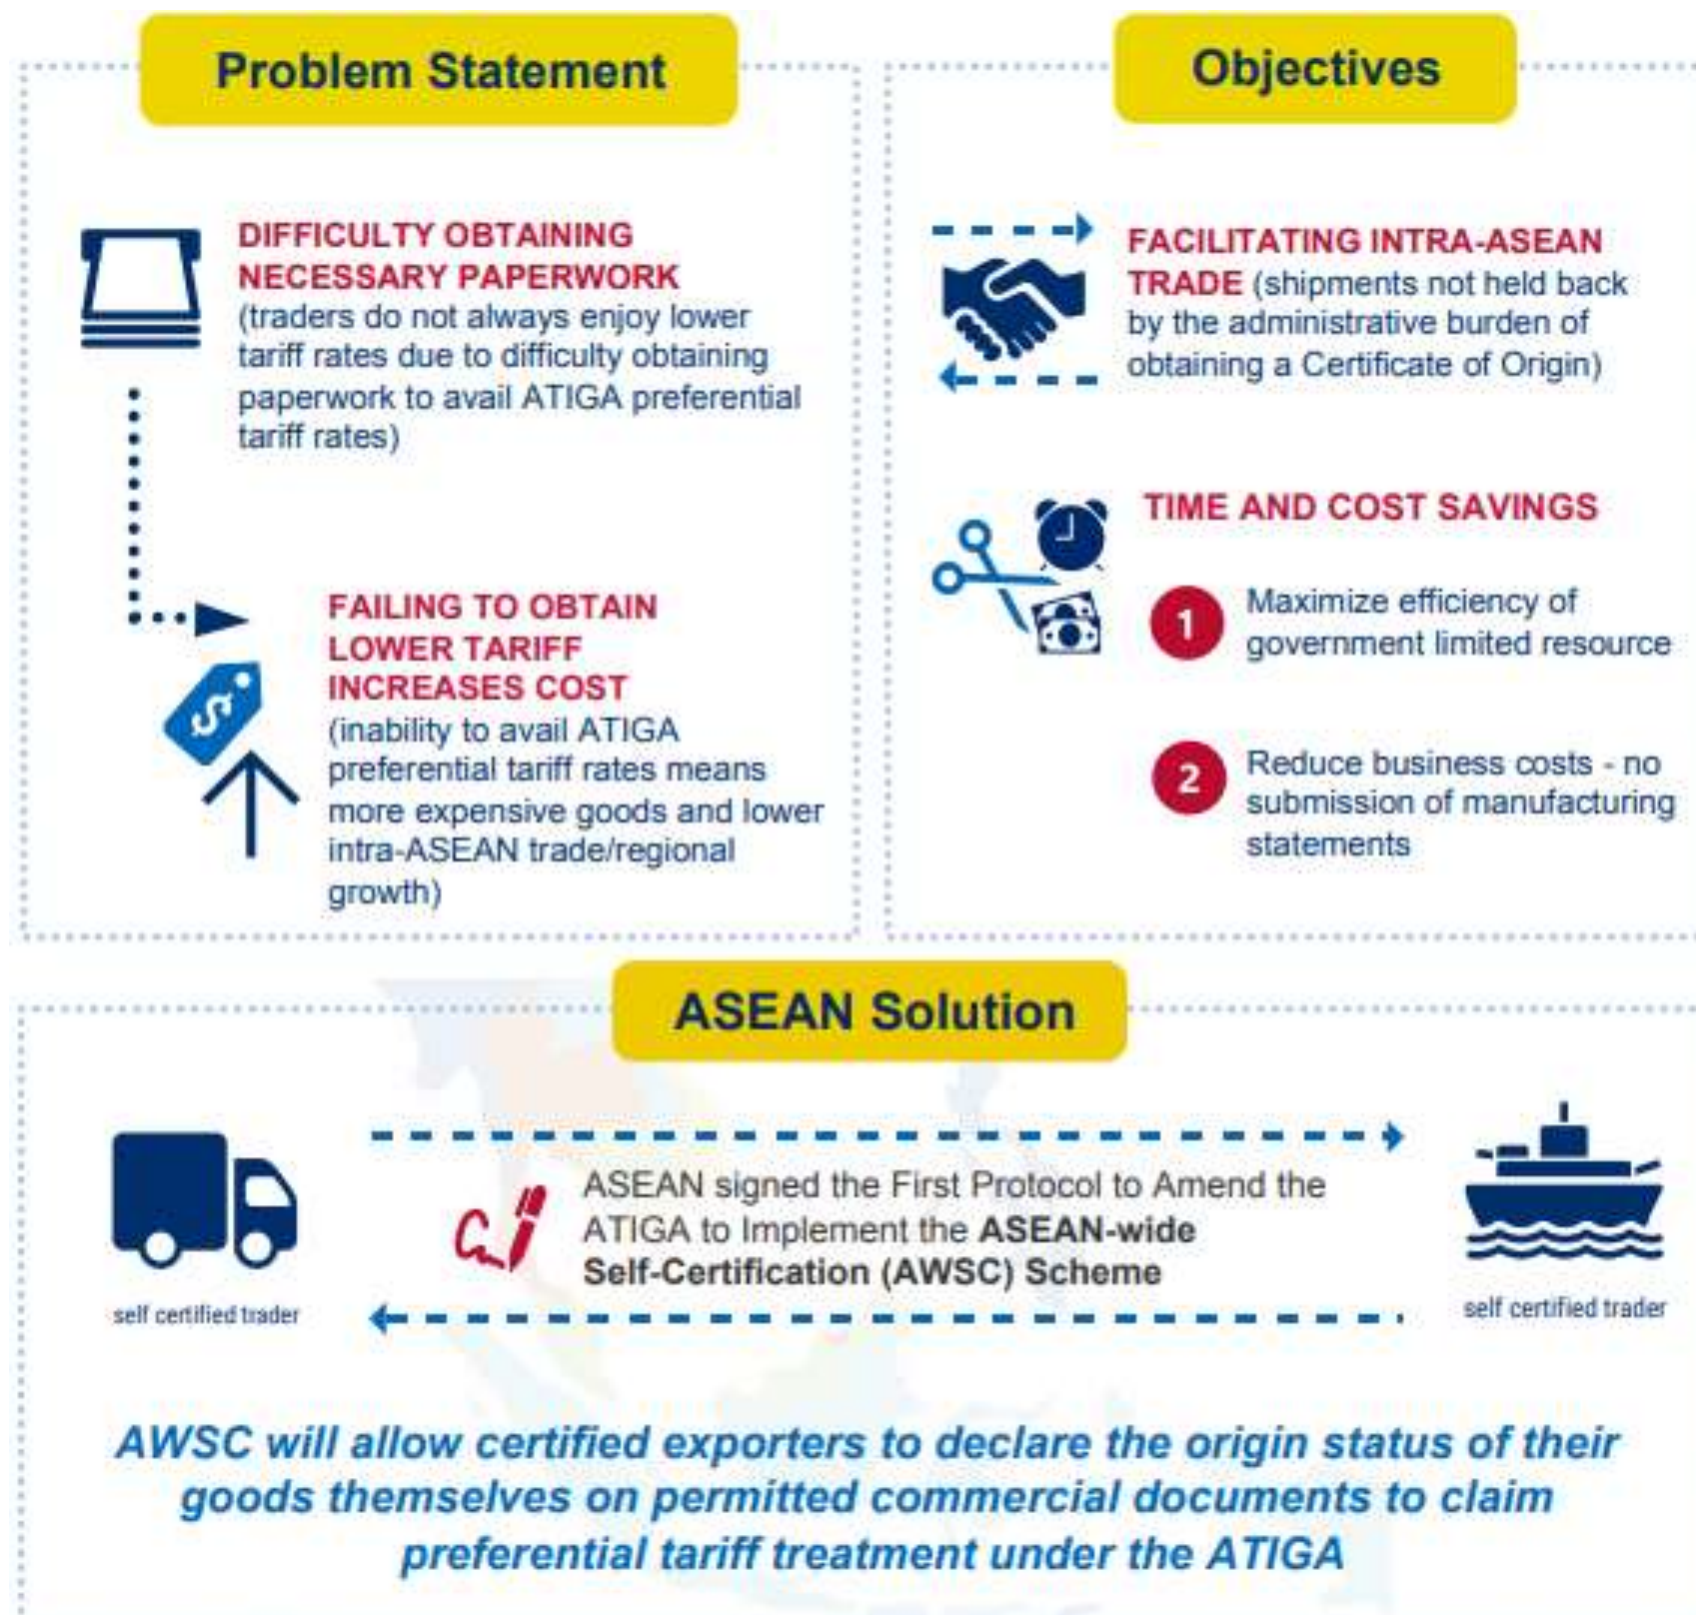 Problem Statement
DIFFICULTY OBTAINING
NECESSARY PAPERWORK
(traders do not always enjoy lower
tariff rates due to difficulty obtaining
paperwork to avail ATIGA preferential
tariff rates)
FAILING TO OBTAIN
LOWER TARIFF
INCREASES COST
(inability to avail ATIGA
preferential tariff rates means
more expensive goods and lower
intra-ASEAN trade/regional
growth)
Objectives
FACILITATING INTRA-ASEAN
TRADE (shipments not held back
by the administrative burden of
obtaining a Certificate of Origin)
TIME AND COST SAVINGS
1
Maximize efficiency of
government limited resource
2
Reduce business costs - no
submission of manufacturing
statements
ASEAN Solution
ASEAN signed the First Protocol to Amend the
ATIGA to Implement the ASEAN-wide
Self-Certification (AWSC) Scheme
self certified trader
self certified trader
AWSC will allow certified exporters to declare the origin status of their
goods themselves on permitted commercial documents to claim
preferential tariff treatment under the ATIGA